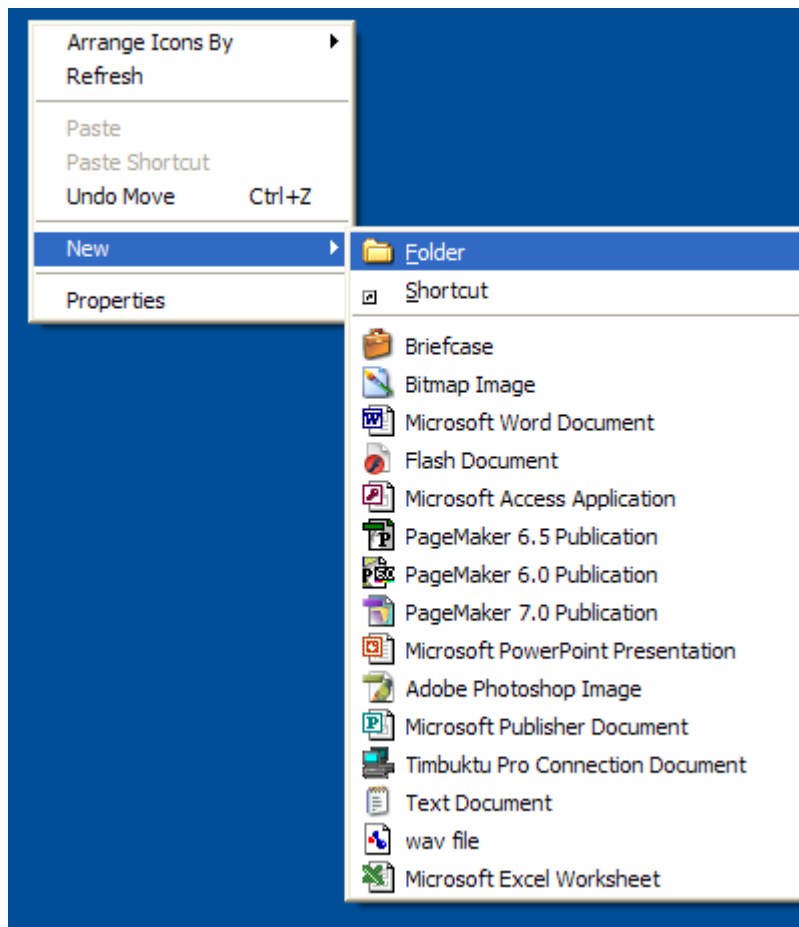 Arrange Icons By
Refresh
Paste
Paste Shortcut
Undo Move Ctrl+Z
New
Properties
Folder
Shortcut
Briefcase
Bitmap Image
Microsoft Word Document
Flash Document
Microsoft Access Application
PageMaker 6.5 Publication
PageMaker 6.0 Publication
PageMaker 7.0 Publication
Microsoft PowerPoint Presentation
Adobe Photoshop Image
Microsoft Publisher Document
Timbuktu Pro Connection Document
Text Document
wav file
Microsoft Excel Worksheet